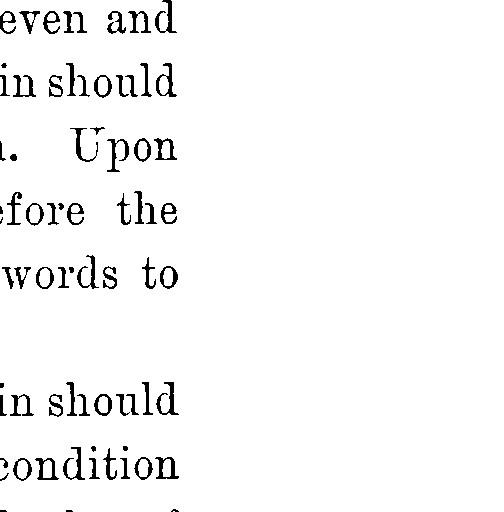 even and
in should
. Upon
efore the
words to
in should
condition